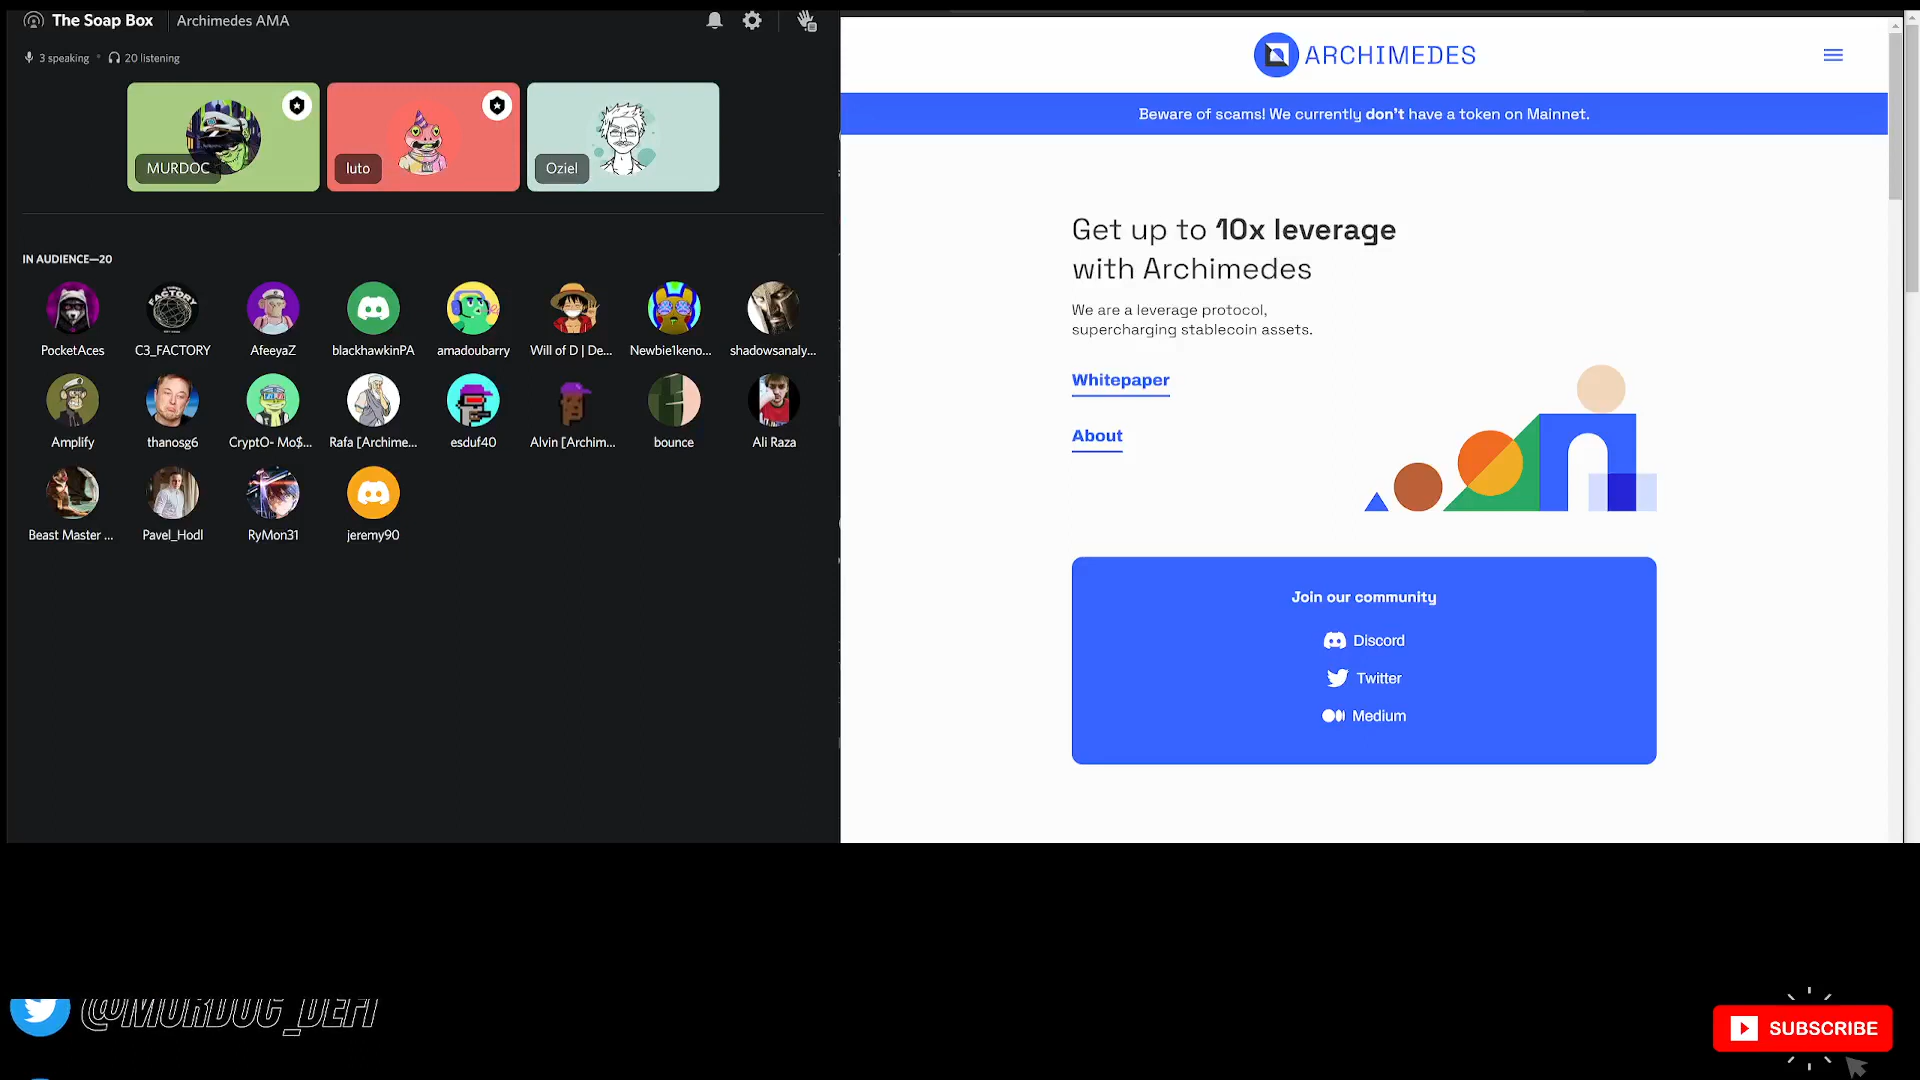 The Soap Box
Archimedes AMA
3 speaking • 20 listening
MURDOC
luto
Oziel
IN AUDIENCE—20
PocketAces
C3_FACTORY
AfeeyaZ
blackhawkinPA
amadoubarry
Will of D | De...
Newbie1keno...
shadowsanaly...
Amplify
thanosg6
CryptO- Mo$...
Rafa [Archime...
esduf40
Alvin [Archim...
bounce
Ali Raza
Beast Master ...
Pavel_Hodl
RyMon31
jeremy90
ARCHIMEDES
Beware of scams! We currently don't have a token on Mainnet.
Get up to 10x leverage
with Archimedes
We are a leverage protocol,
supercharging stablecoin assets.
Whitepaper
About
Join our community
Discord
Twitter
Medium
@MURDOC_DEFI
SUBSCRIBE